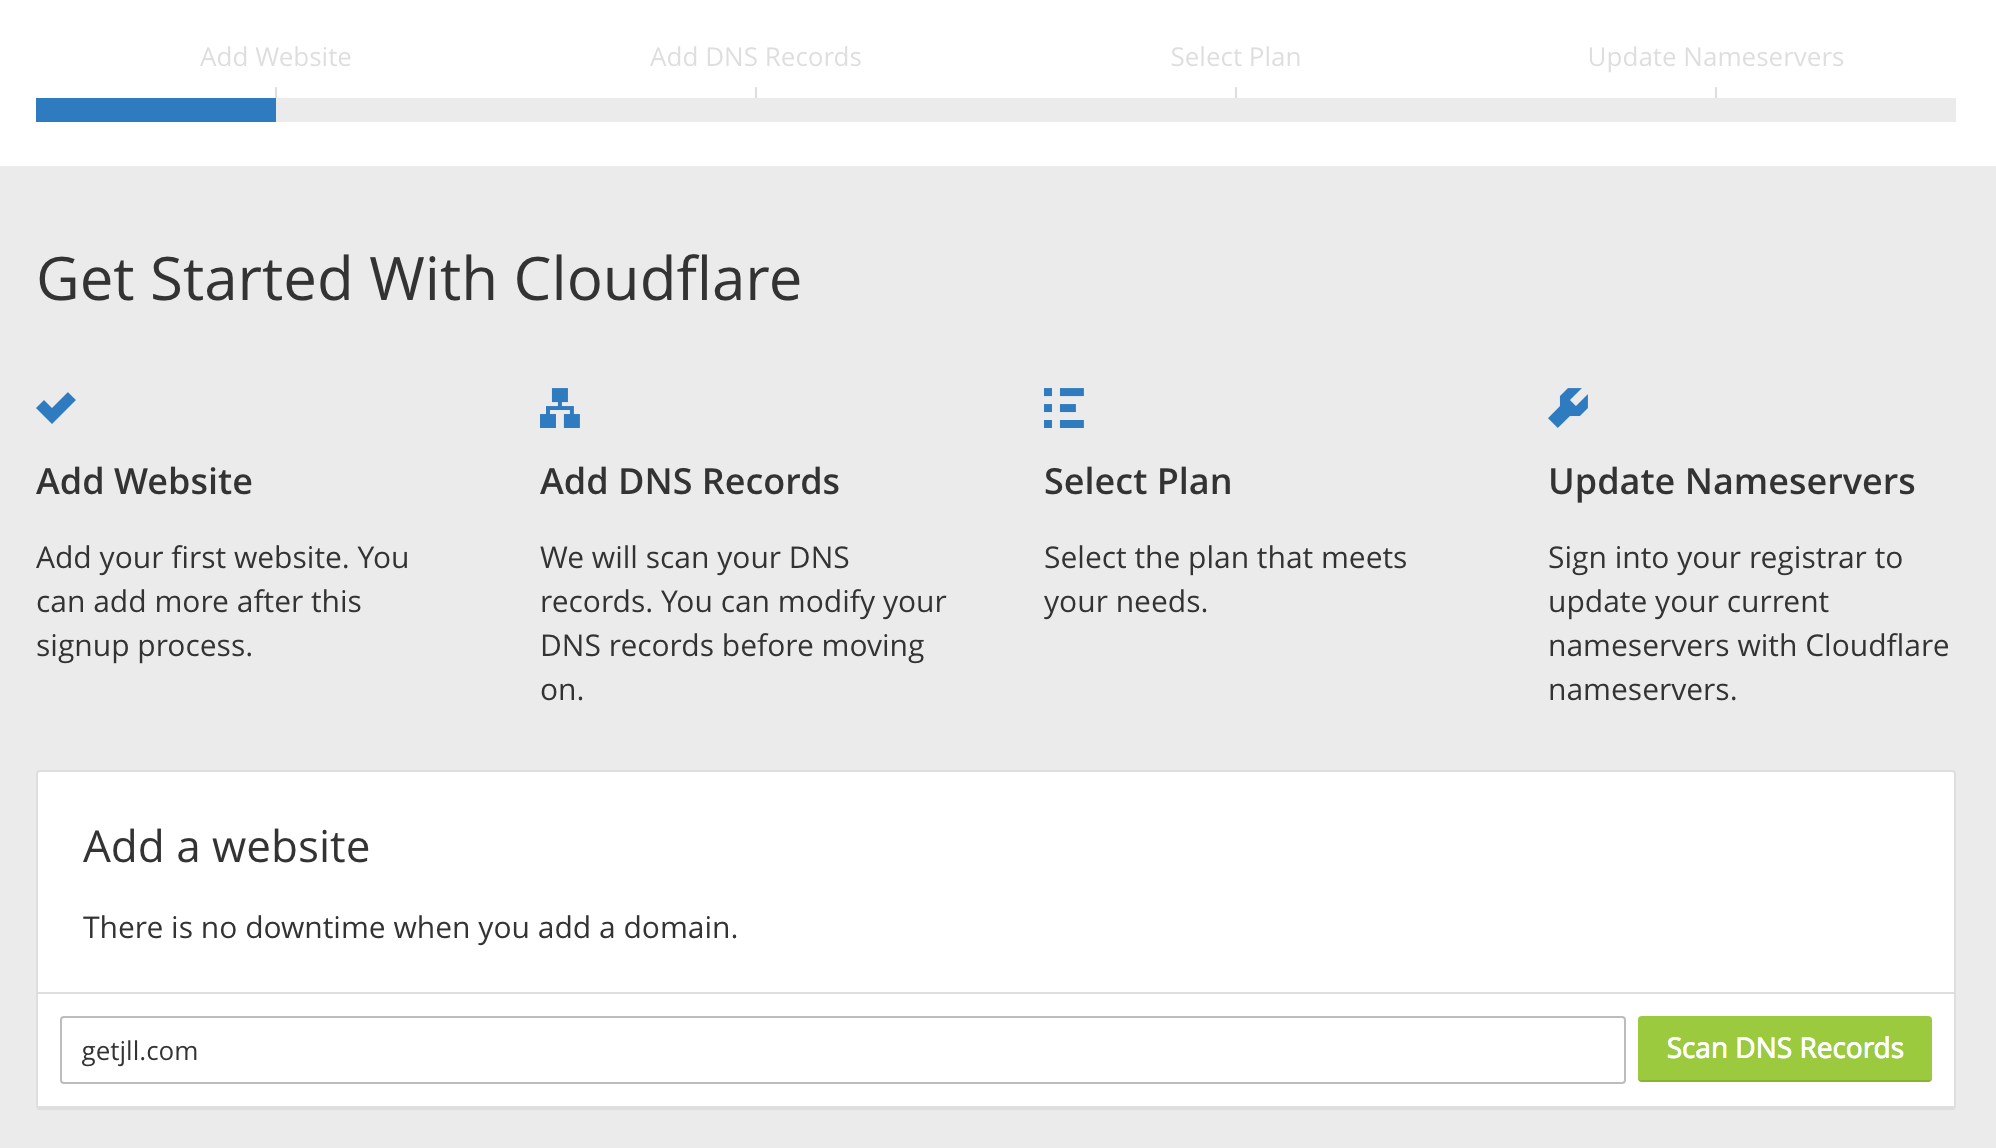 Add Website
Add DNS Records
Select Plan
Update Nameservers
Get Started With Cloudflare
Add Website
Add your first website. You
can add more after this
signup process.
Add DNS Records
We will scan your DNS
records. You can modify your
DNS records before moving
on.
Select Plan
Select the plan that meets
your needs.
Update Nameservers
Sign into your registrar to
update your current
nameservers with Cloudflare
nameservers.
Add a website
There is no downtime when you add a domain.
getjll.com
Scan DNS Records